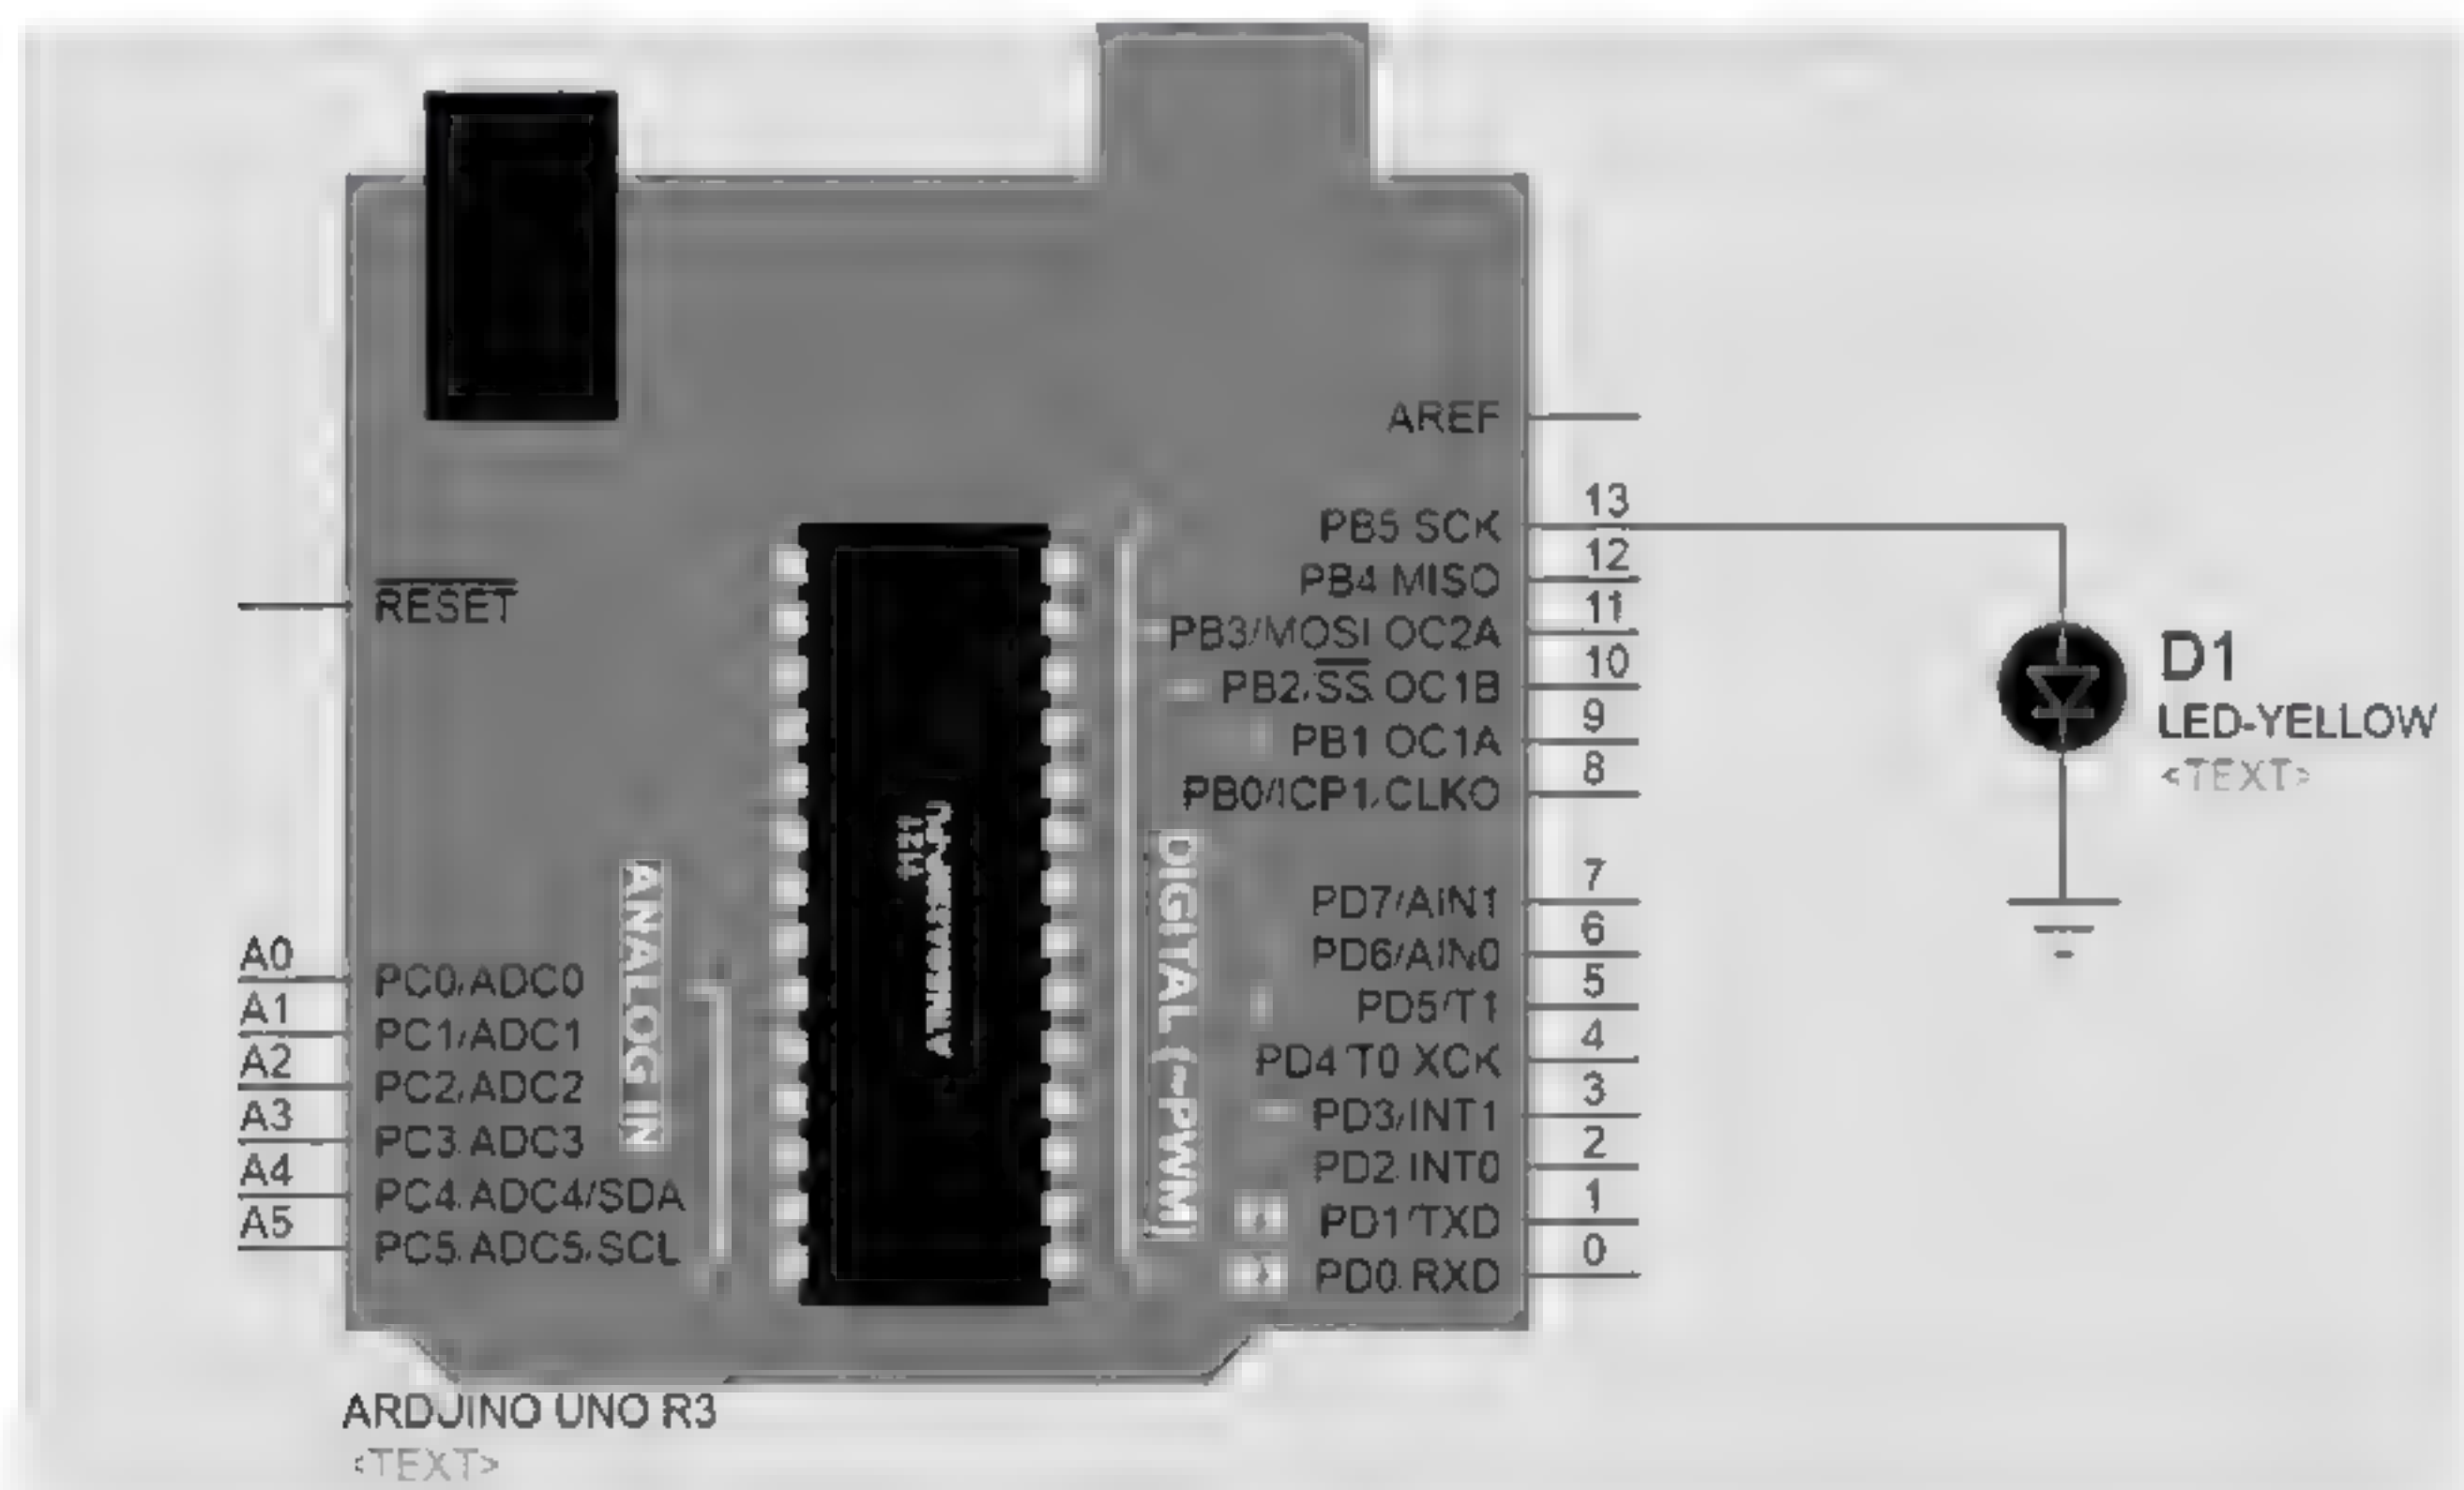 AREF
13
PB5 SCK
12
PB4 MISO
11
PB3/MOSI OC2A
10
PB2/SS OC1B
9
PB1 OC1A
8
PB0/ICP1/CLKO
7
PD7/AIN1
6
PD6/AIN0
5
PD5/T1
4
PD4/T0 XCK
3
PD3/INT1
2
PD2 INT0
1
PD1/TXD
0
PD0 RXD
RESET
A0
PC0/ADC0
A1
PC1/ADC1
A2
PC2/ADC2
A3
PC3 ADC3
A4
PC4 ADC4/SDA
A5
PC5 ADC5/SCL
ANALOG IN
1121
DIGITAL (~PWM)
D1
LED-YELLOW
<TEXT>
ARDUINO UNO R3
<TEXT>